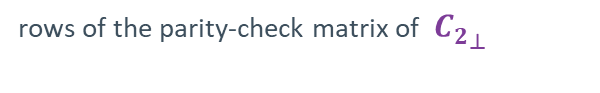 rows of the parity-check matrix of C₂⊥